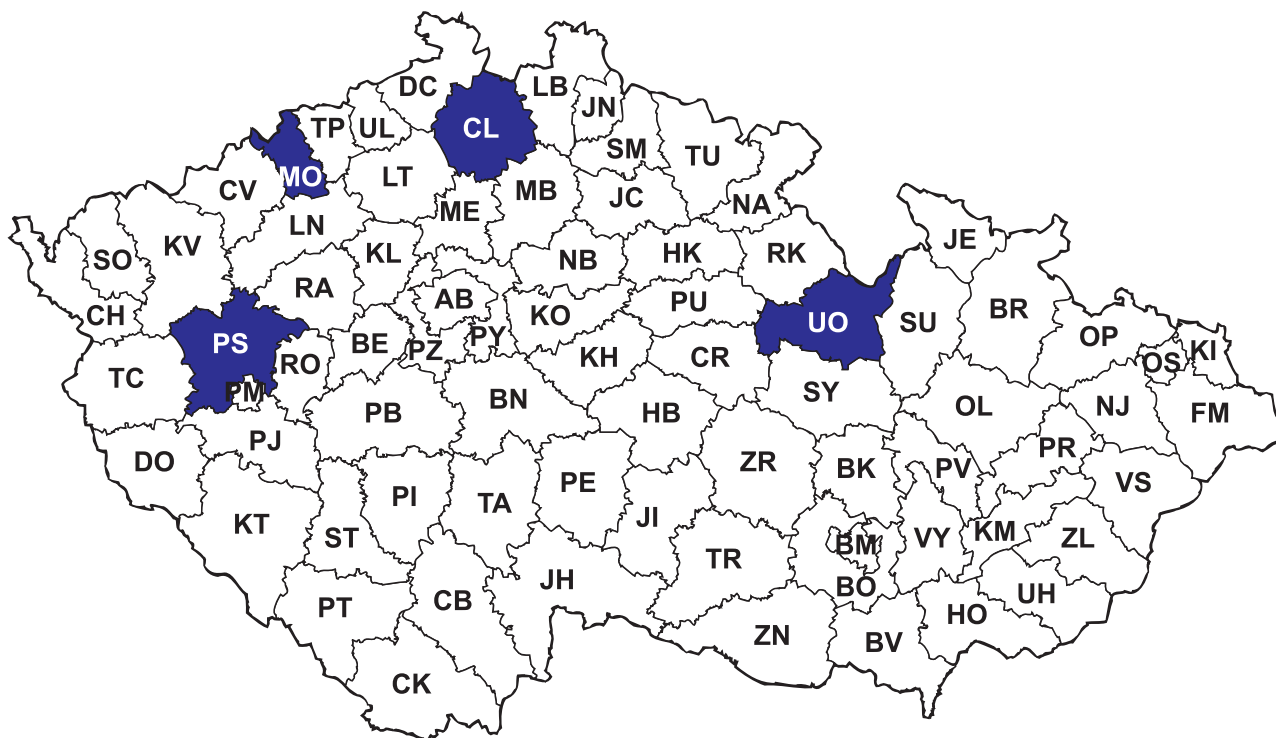 DC
LB
JN
CL
TP
UL
SM
TU
MO
LT
CV
MB
JC
NA
ME
LN
KV
SO
KL
NB
HK
RK
JE
RA
AB
KO
PU
BR
CH
UO
SU
OP
PS
BE
PZ
PY
KH
CR
OS
KI
TC
RO
PM
PB
BN
HB
SY
OL
NJ
FM
PJ
DO
ZR
BK
PV
PR
VS
KT
ST
PI
TA
PE
JI
TR
BM
VY
KM
ZL
PT
CB
JH
BO
UH
HO
ZN
BV
CK